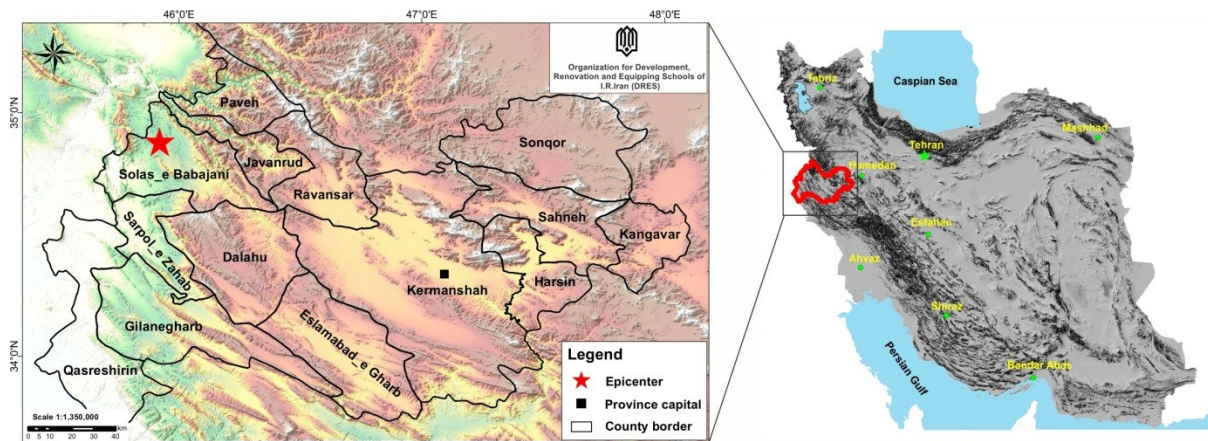 46°0'E
47°0'E
48°0'E
Organization for Development,
Renovation and Equipping Schools of
I.R.Iran (DRES)
35°0'N
34°0'N
Paveh
Javanrud
Solas_e Babajani
Ravansar
Sonqor
Sahneh
Kangavar
Sarpol_e Zahab
Dalahu
Kermanshah
Harsin
Gilanegharb
Eslamabad_e Gharb
Qasreshirin
Scale 1:1,350,000
0 5 10 20 30 40 km
Legend
Epicenter
Province capital
County border
Caspian Sea
Tabriz
Mashhad
Tehran
Hamedan
Esfahan
Ahvaz
Shiraz
Persian Gulf
Bandar Abas